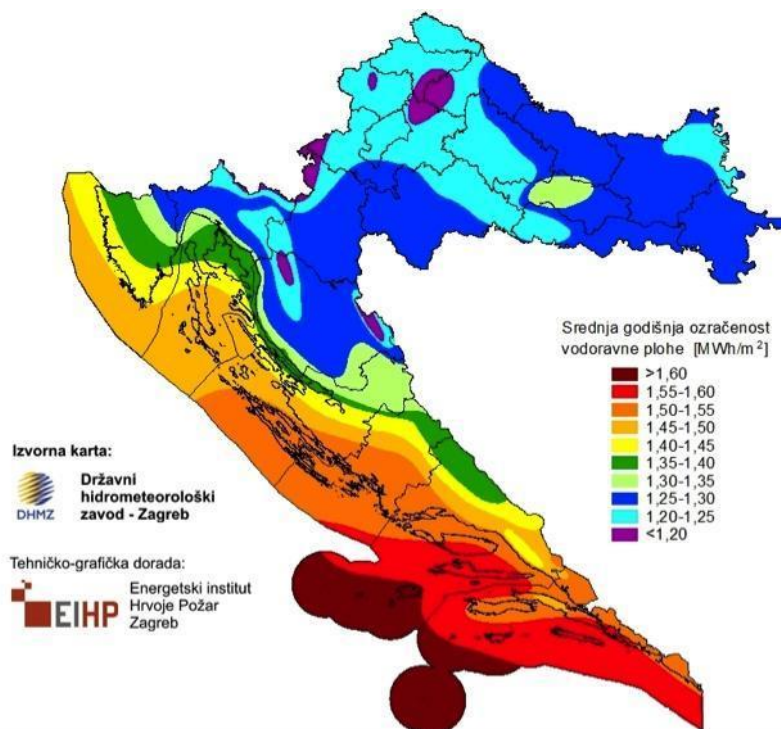 Srednja godišnja ozračenost
vodoravne plohe [MWh/m²]
>1,60
1,55-1,60
1,50-1,55
1,45-1,50
1,40-1,45
1,35-1,40
1,30-1,35
1,25-1,30
1,20-1,25
<1,20
Izvorna karta:
DHMZ
Državni
hidrometeorološki
zavod - Zagreb
Tehničko-grafička dorada:
EIHP
Energetski institut
Hrvoje Požar
Zagreb